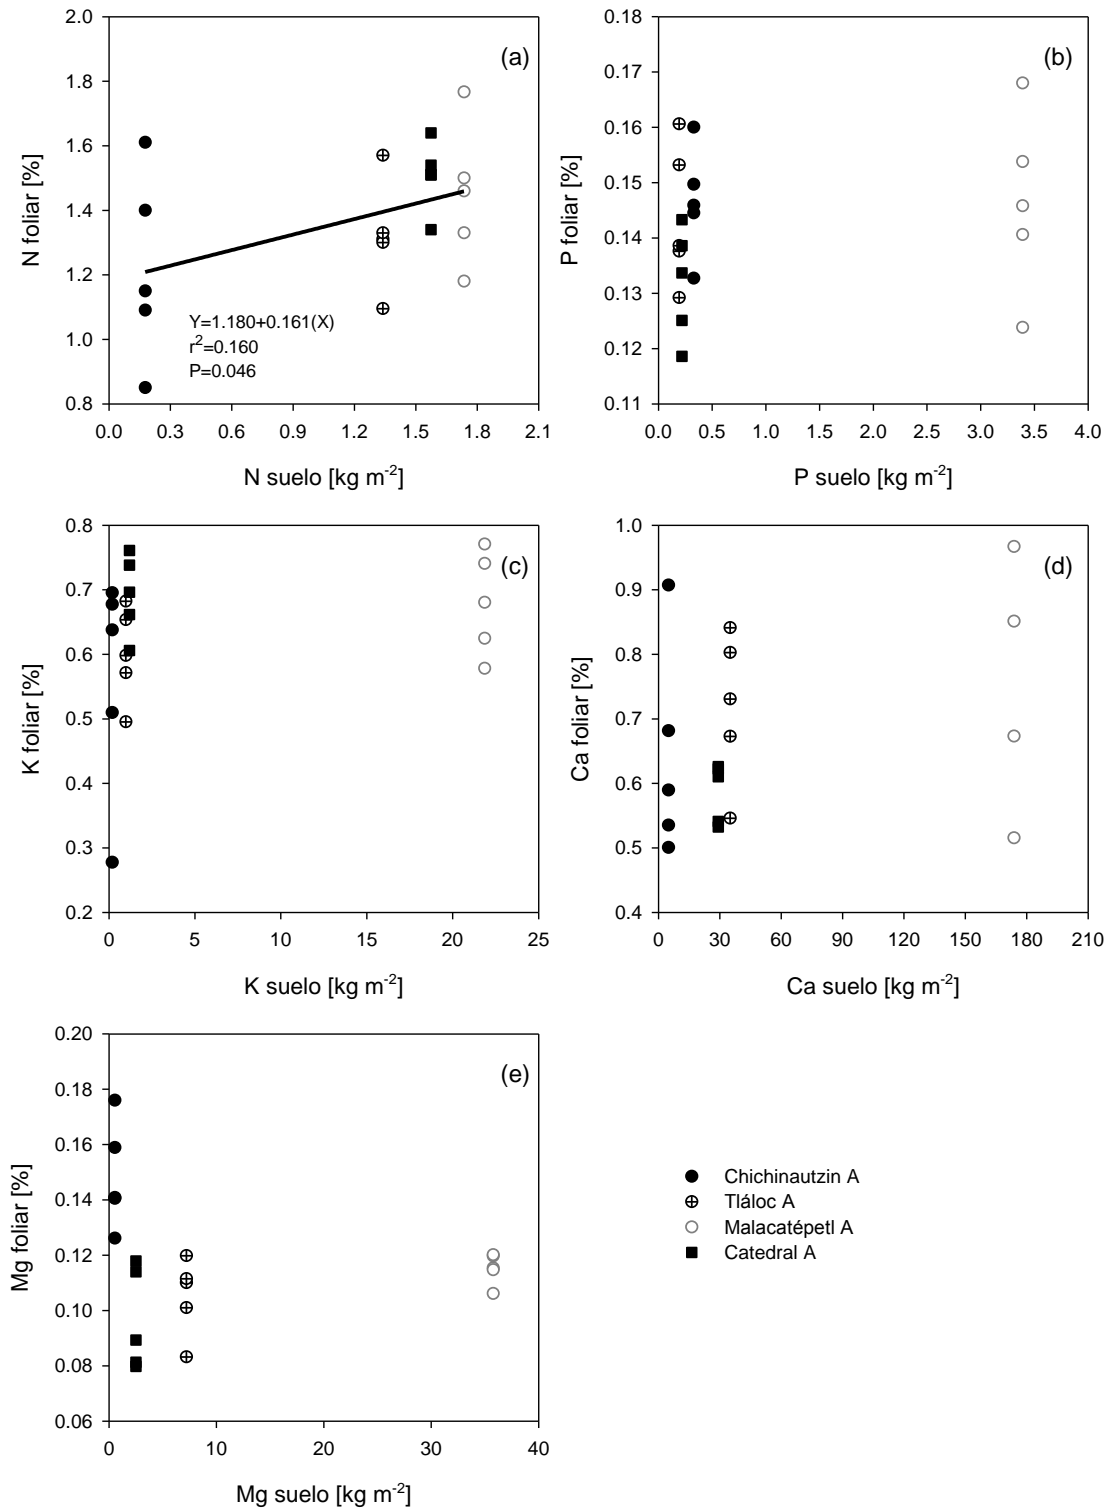 (a)
N foliar [%]
2.0
1.8
1.6
1.4
1.2
1.0
0.8
Y=1.180+0.161(X)
r²=0.160
P=0.046
0.0 0.3 0.6 0.9 1.2 1.5 1.8 2.1
N suelo [kg m⁻²]
(b)
P foliar [%]
0.18
0.17
0.16
0.15
0.14
0.13
0.12
0.11
0.0 0.5 1.0 1.5 2.0 2.5 3.0 3.5 4.0
P suelo [kg m⁻²]
(c)
K foliar [%]
0.8
0.7
0.6
0.5
0.4
0.3
0.2
0 5 10 15 20 25
K suelo [kg m⁻²]
(d)
Ca foliar [%]
1.0
0.9
0.8
0.7
0.6
0.5
0.4
0 30 60 90 120 150 180 210
Ca suelo [kg m⁻²]
(e)
Mg foliar [%]
0.20
0.18
0.16
0.14
0.12
0.10
0.08
0.06
0 10 20 30 40
Mg suelo [kg m⁻²]
Chichinautzin A
Tláloc A
Malacatépetl A
Catedral A